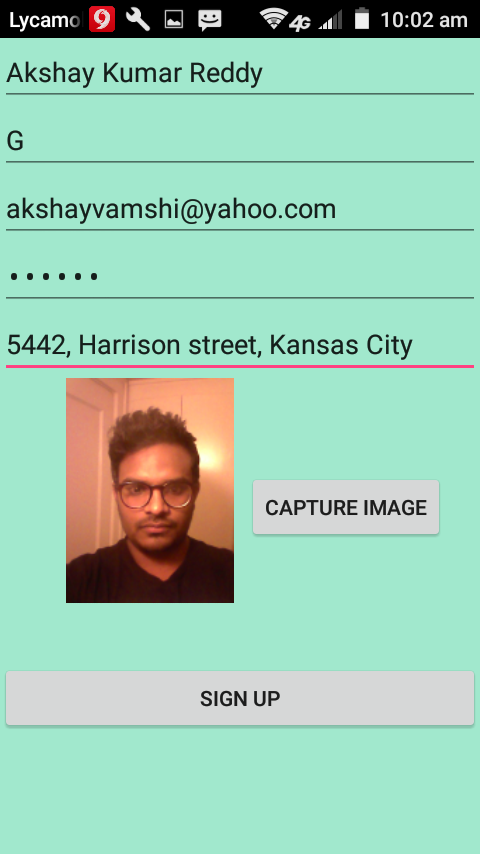 Lycamo 4G 10:02 am
Akshay Kumar Reddy
G
akshayvamshi@yahoo.com
••••••
5442, Harrison street, Kansas City
CAPTURE IMAGE
SIGN UP